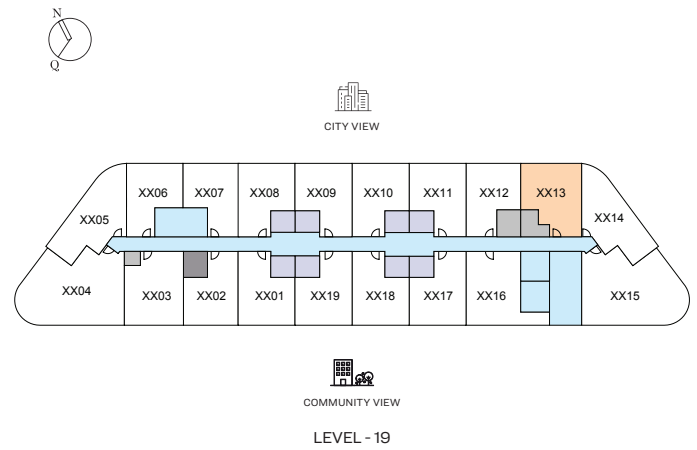 N
Q
CITY VIEW
XX06 XX07 XX08 XX09 XX10 XX11 XX12 XX13
XX05 XX14
XX04 XX03 XX02 XX01 XX19 XX18 XX17 XX16 XX15
COMMUNITY VIEW
LEVEL - 19